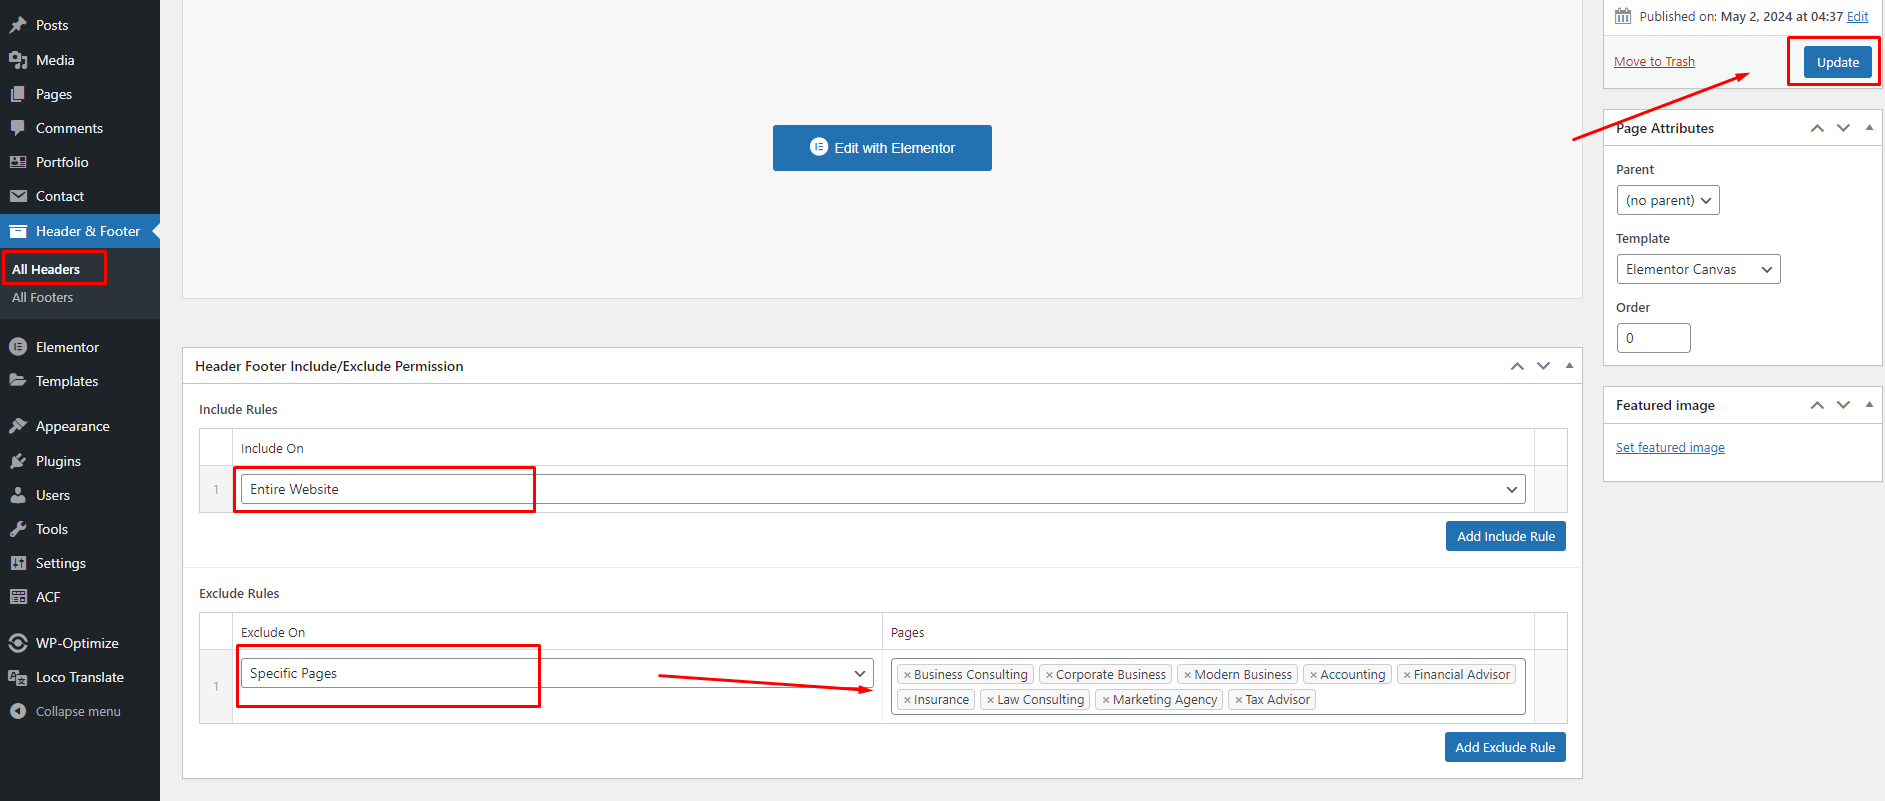 Posts
Media
Pages
Comments
Portfolio
Contact
Header & Footer
All Headers
All Footers
Elementor
Templates
Appearance
Plugins
Users
Tools
Settings
ACF
WP-Optimize
Loco Translate
Collapse menu
Edit with Elementor
Header Footer Include/Exclude Permission
Include Rules
Include On
1 Entire Website
Add Include Rule
Exclude Rules
Exclude On Pages
1 Specific Pages
× Business Consulting × Corporate Business × Modern Business × Accounting × Financial Advisor
× Insurance × Law Consulting × Marketing Agency × Tax Advisor
Add Exclude Rule
Published on: May 2, 2024 at 04:37 Edit
Move to Trash Update
Page Attributes
Parent
(no parent)
Template
Elementor Canvas
Order
0
Featured image
Set featured image